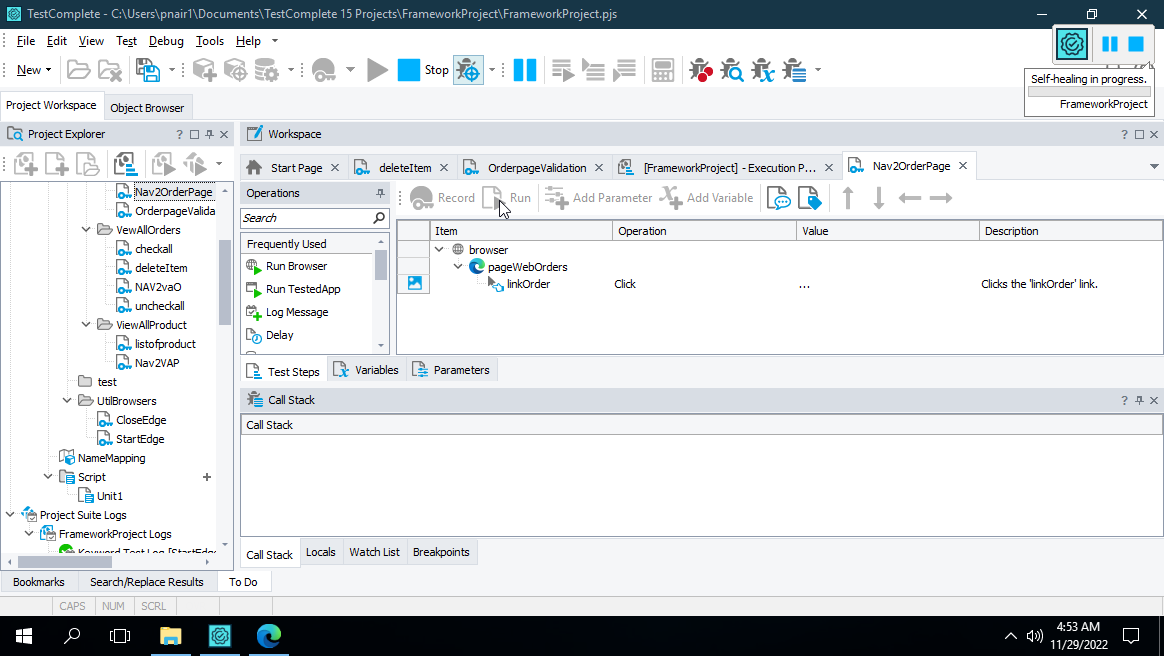 TestComplete - C:\Users\pnair1\Documents\TestComplete 15 Projects\FrameworkProject\FrameworkProject.pjs
File Edit View Test Debug Tools Help
New Stop
Self-healing in progress.
FrameworkProject
Project Workspace Object Browser
Project Explorer
Workspace
Start Page deleteItem OrderpageValidation [FrameworkProject] - Execution P... Nav2OrderPage
Operations
Record Run Add Parameter Add Variable
Search
Frequently Used
Run Browser
Run TestedApp
Log Message
Delay
Item Operation Value Description
browser
pageWebOrders
linkOrder Click ... Clicks the 'linkOrder' link.
Nav2OrderPage
OrderpageValida
ViewAllOrders
checkall
deleteItem
NAV2vaO
uncheckall
ViewAllProduct
listofproduct
Nav2VAP
test
UtilBrowsers
CloseEdge
StartEdge
NameMapping
Script
Unit1
Project Suite Logs
FrameworkProject Logs
Keyword Test Log [StartEdge
Test Steps Variables Parameters
Call Stack
Call Stack
Call Stack Locals Watch List Breakpoints
Bookmarks Search/Replace Results To Do
CAPS NUM SCRL
4:53 AM
11/29/2022